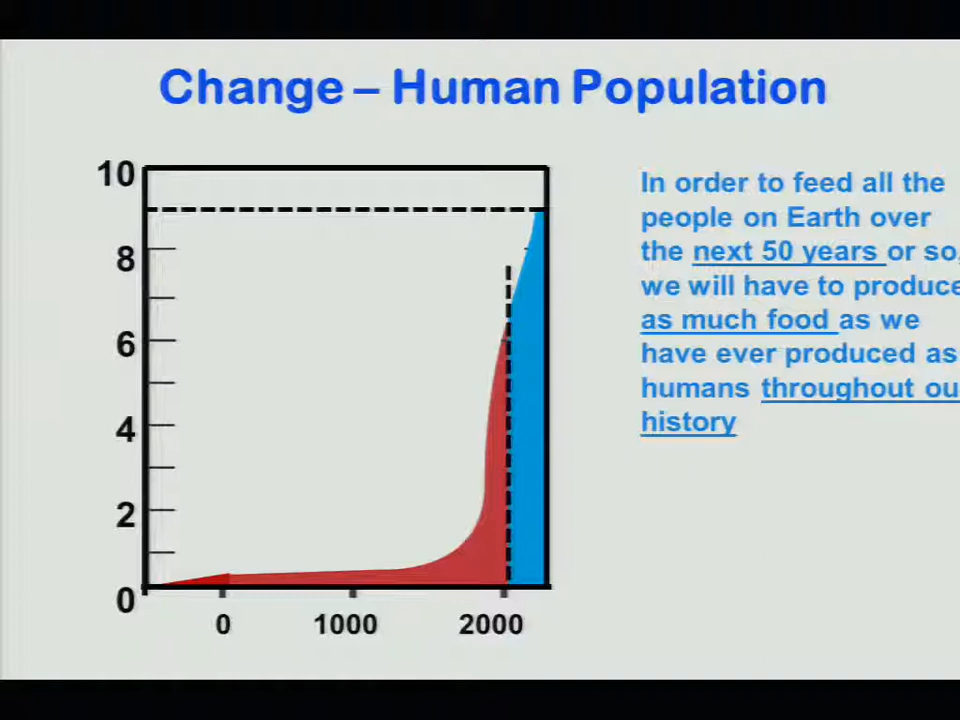 Change – Human Population
10
8
6
4
2
0
0 1000 2000
In order to feed all the
people on Earth over
the next 50 years or so,
we will have to produce
as much food as we
have ever produced as
humans throughout ou
history